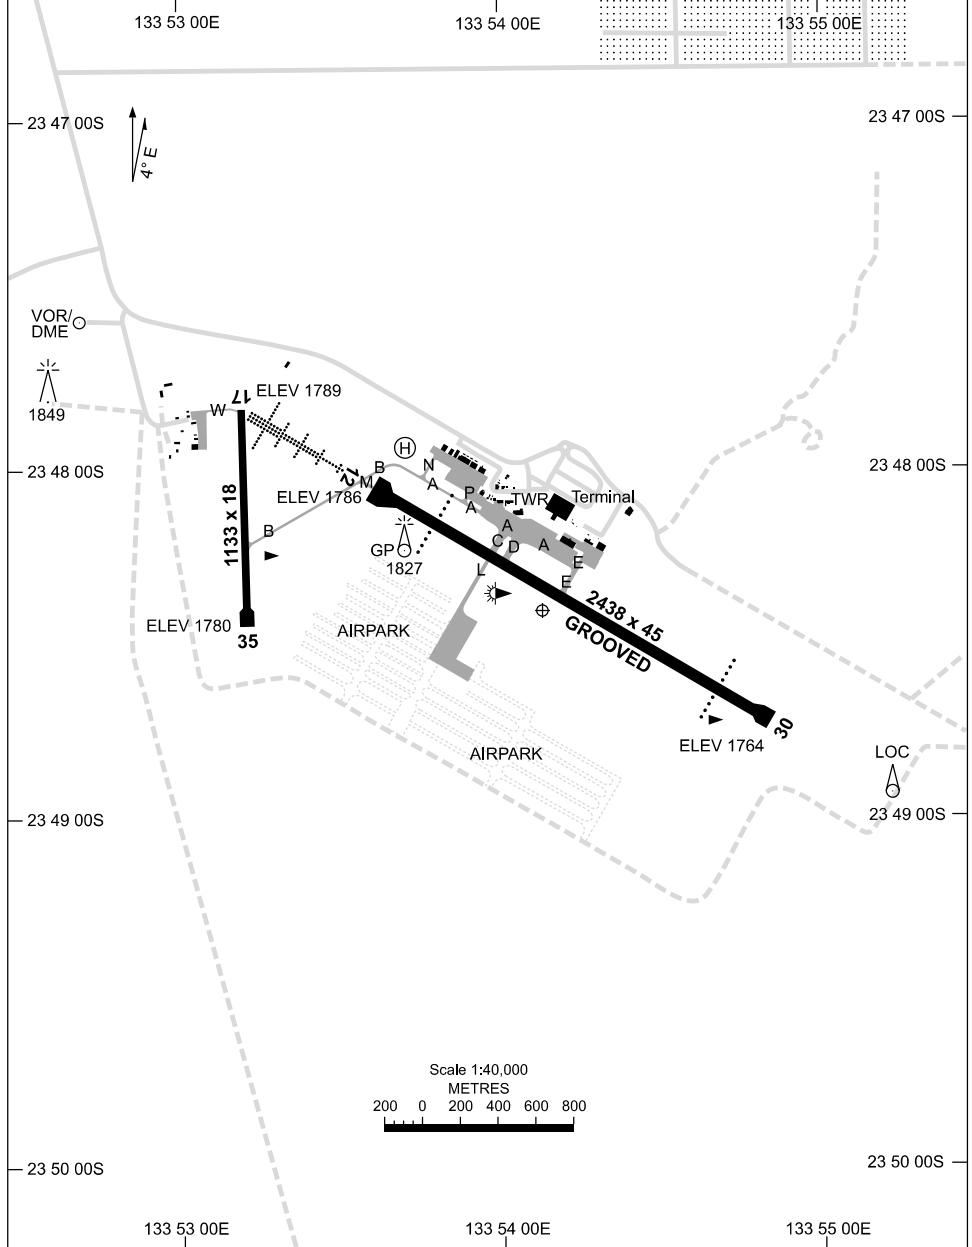 133 53 00E
133 54 00E
133 55 00E
23 47 00S
23 47 00S
4° E
VOR/
DME
1849
W
17
ELEV 1789
23 48 00S
23 48 00S
12
H
B
M
N
A
ELEV 1786
P
A
TWR
Terminal
1133 x 18
B
GP
1827
A
C
D
A
E
E
L
2438 x 45
GROOVED
ELEV 1780
35
AIRPARK
30
ELEV 1764
AIRPARK
LOC
23 49 00S
23 49 00S
Scale 1:40,000
METRES
200 0 200 400 600 800
23 50 00S
23 50 00S
133 53 00E
133 54 00E
133 55 00E